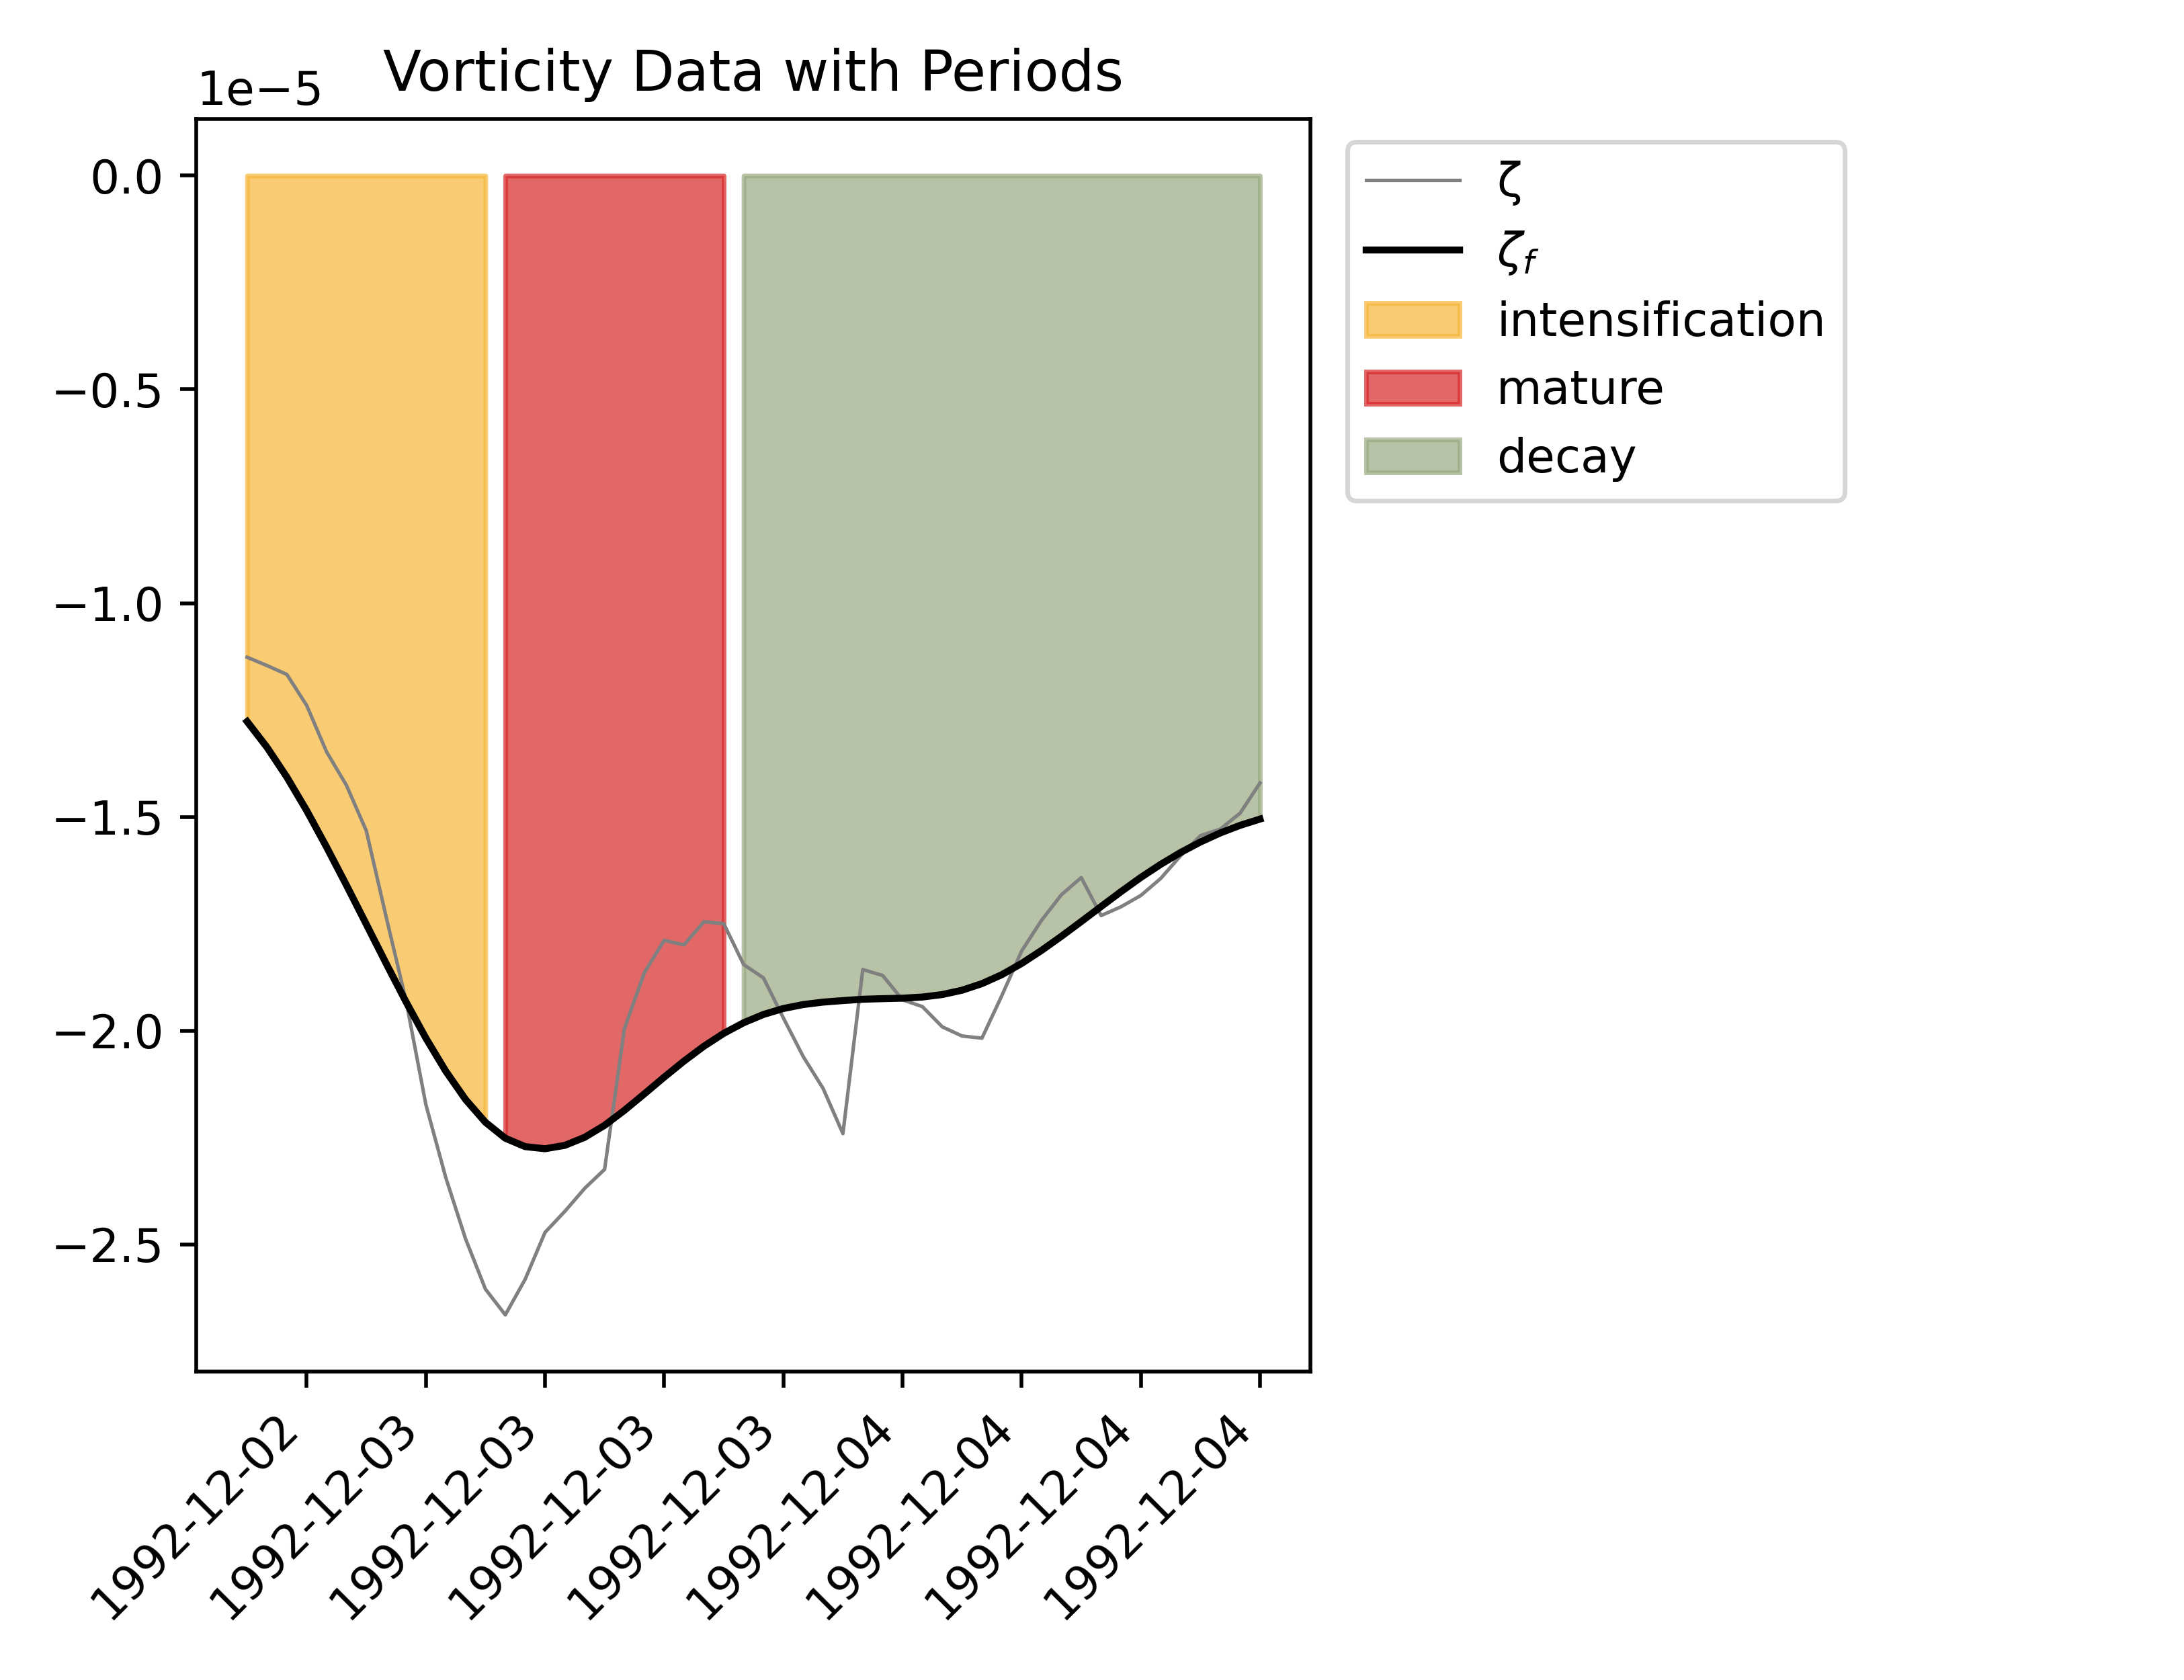 Vorticity Data with Periods
1e−5
0.0
−0.5
−1.0
−1.5
−2.0
−2.5
1992-12-02
1992-12-03
1992-12-03
1992-12-03
1992-12-03
1992-12-04
1992-12-04
1992-12-04
1992-12-04
ζ
ζf
intensification
mature
decay